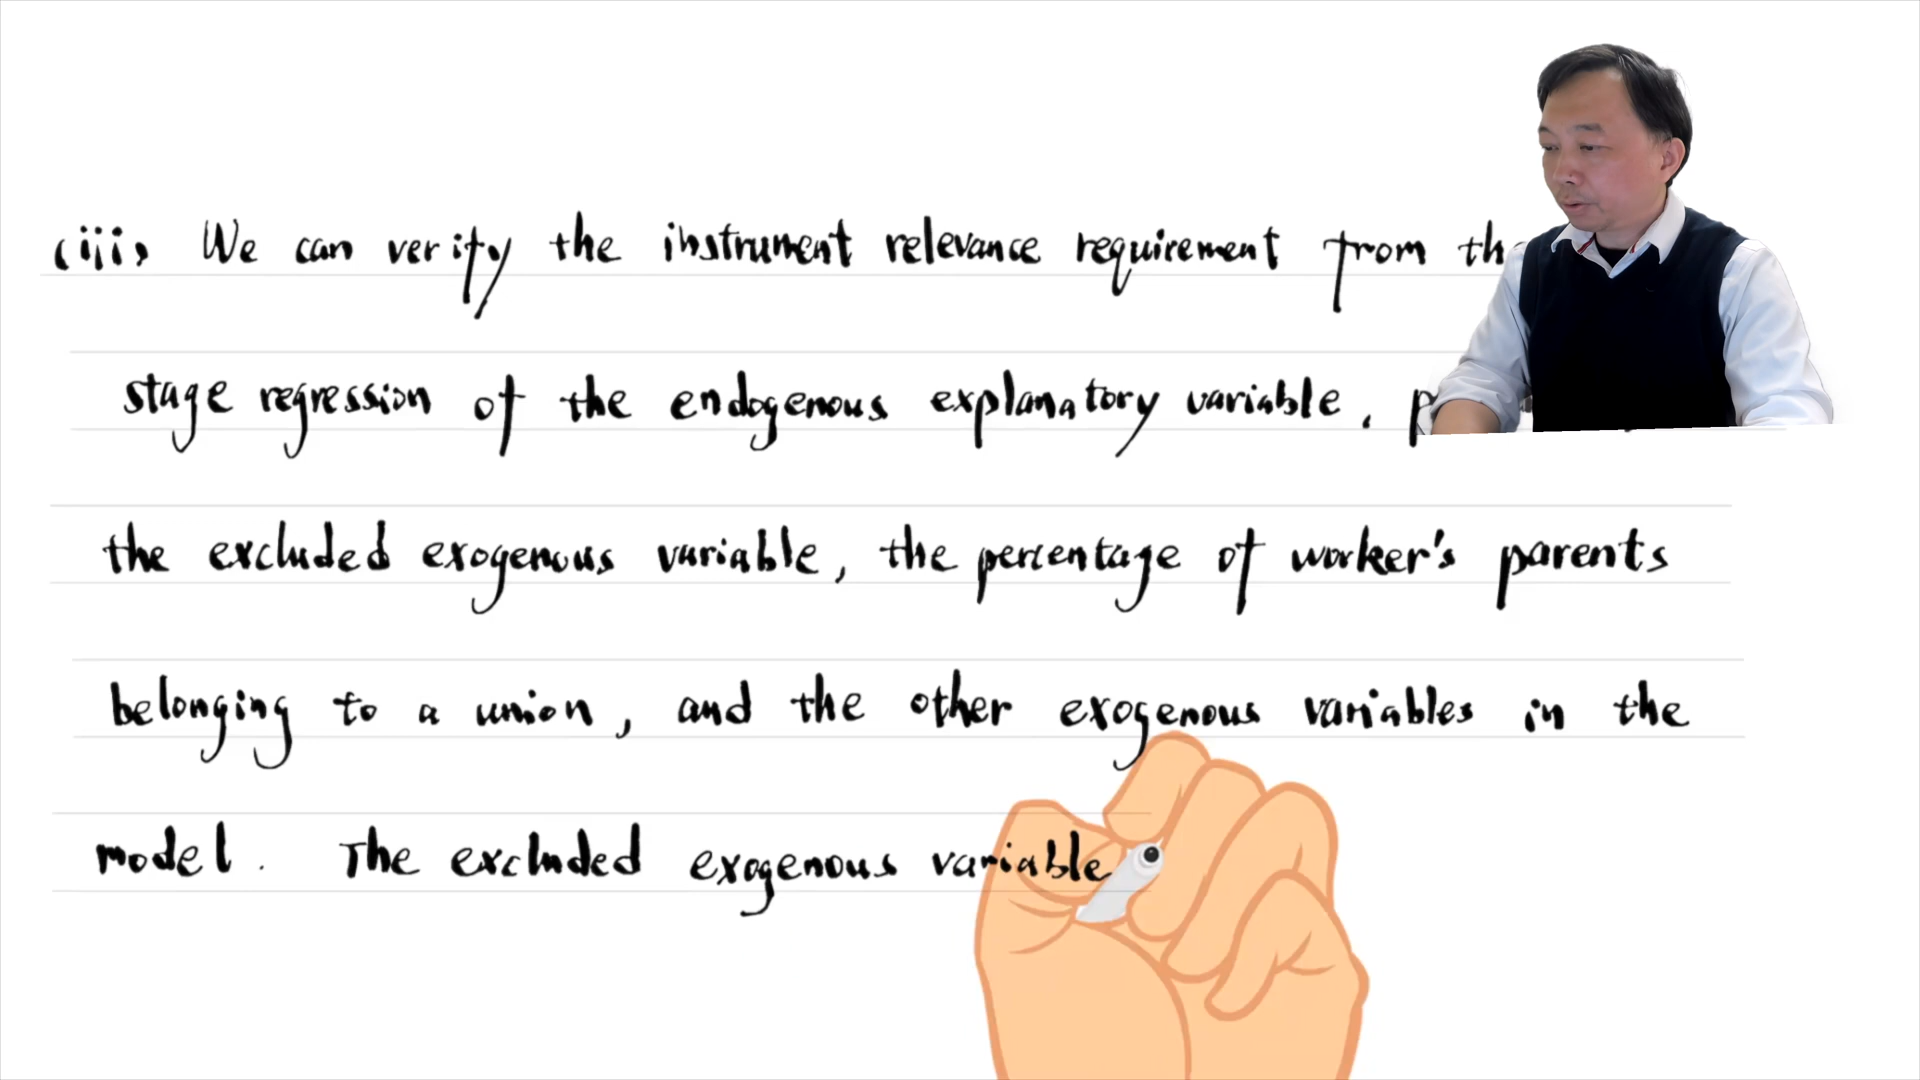 (iii) We can verify the instrument relevance requirement from
stage regression of the endogenous explanatory variable,
the excluded exogenous variable, the percentage of worker's parents
belonging to a union, and the other exogenous variables in the
model. The excluded exogenous variable